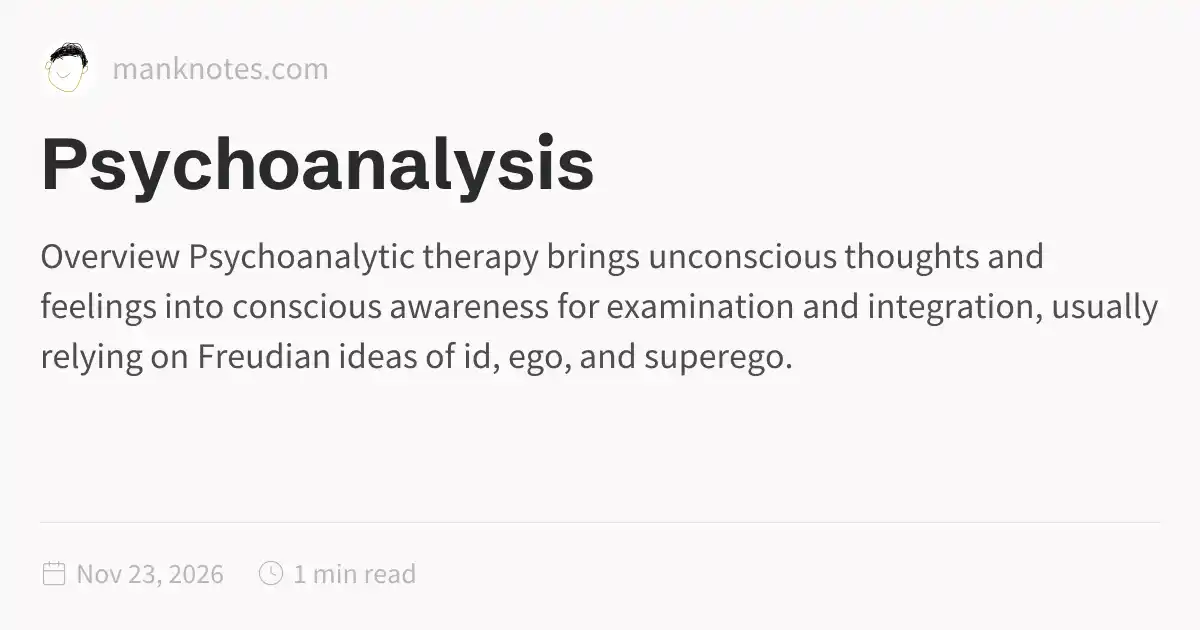 manknotes.com
Psychoanalysis
Overview Psychoanalytic therapy brings unconscious thoughts and
feelings into conscious awareness for examination and integration, usually
relying on Freudian ideas of id, ego, and superego.
Nov 23, 2026 1 min read